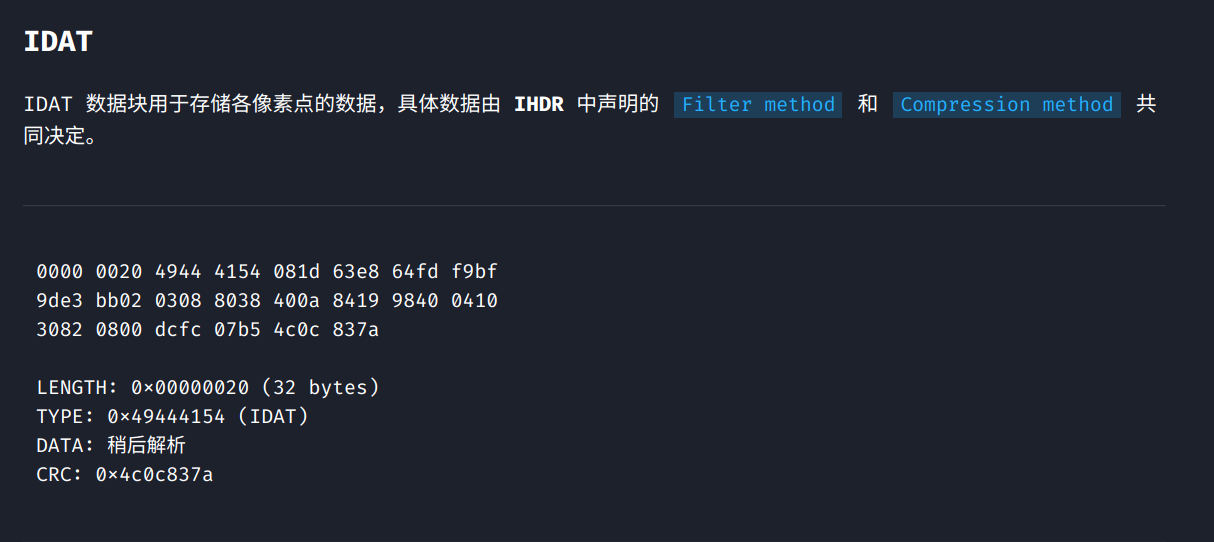 IDAT
IDAT 数据块用于存储各像素点的数据，具体数据由 IHDR 中声明的 Filter method 和 Compression method 共
同决定。
0000 0020 4944 4154 081d 63e8 64fd f9bf
9de3 bb02 0308 8038 400a 8419 9840 0410
3082 0800 dcfc 07b5 4c0c 837a
LENGTH: 0×00000020 (32 bytes)
TYPE: 0×49444154 (IDAT)
DATA: 稍后解析
CRC: 0×4c0c837a